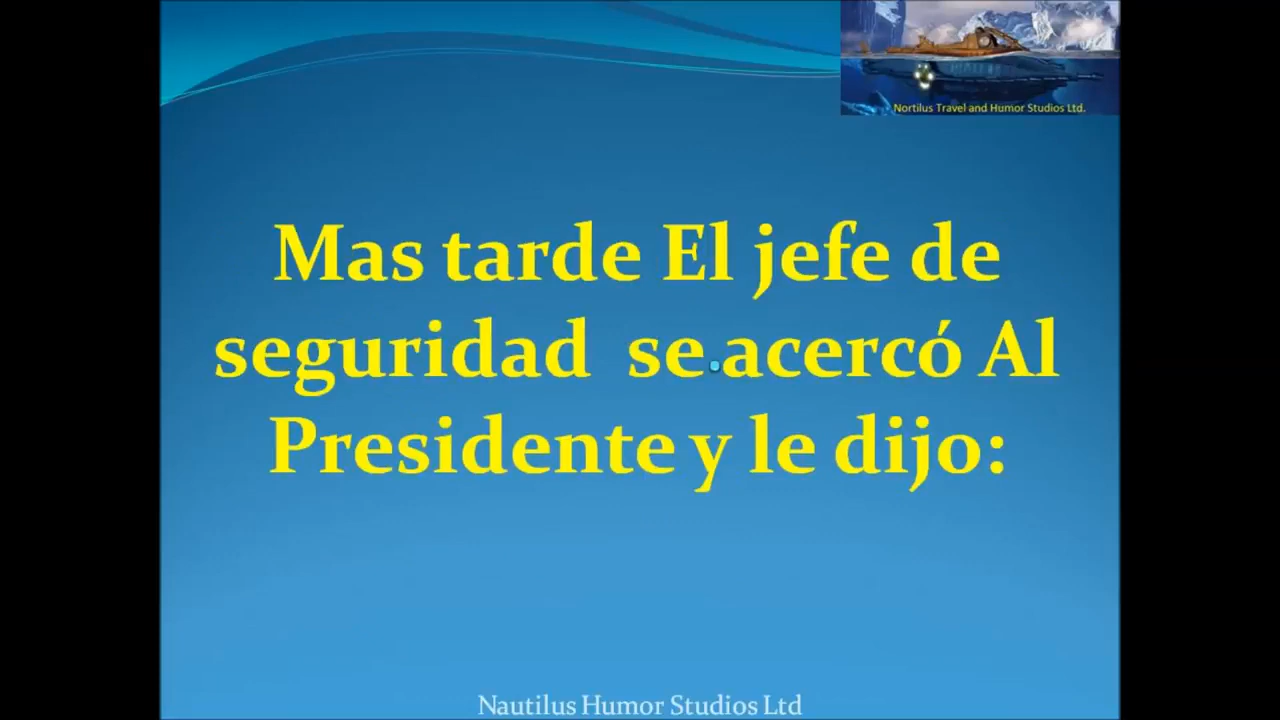 Nortilus Travel and Humor Studios Ltd.
Mas tarde El jefe de
seguridad se acercó Al
Presidente y le dijo:
Nautilus Humor Studios Ltd